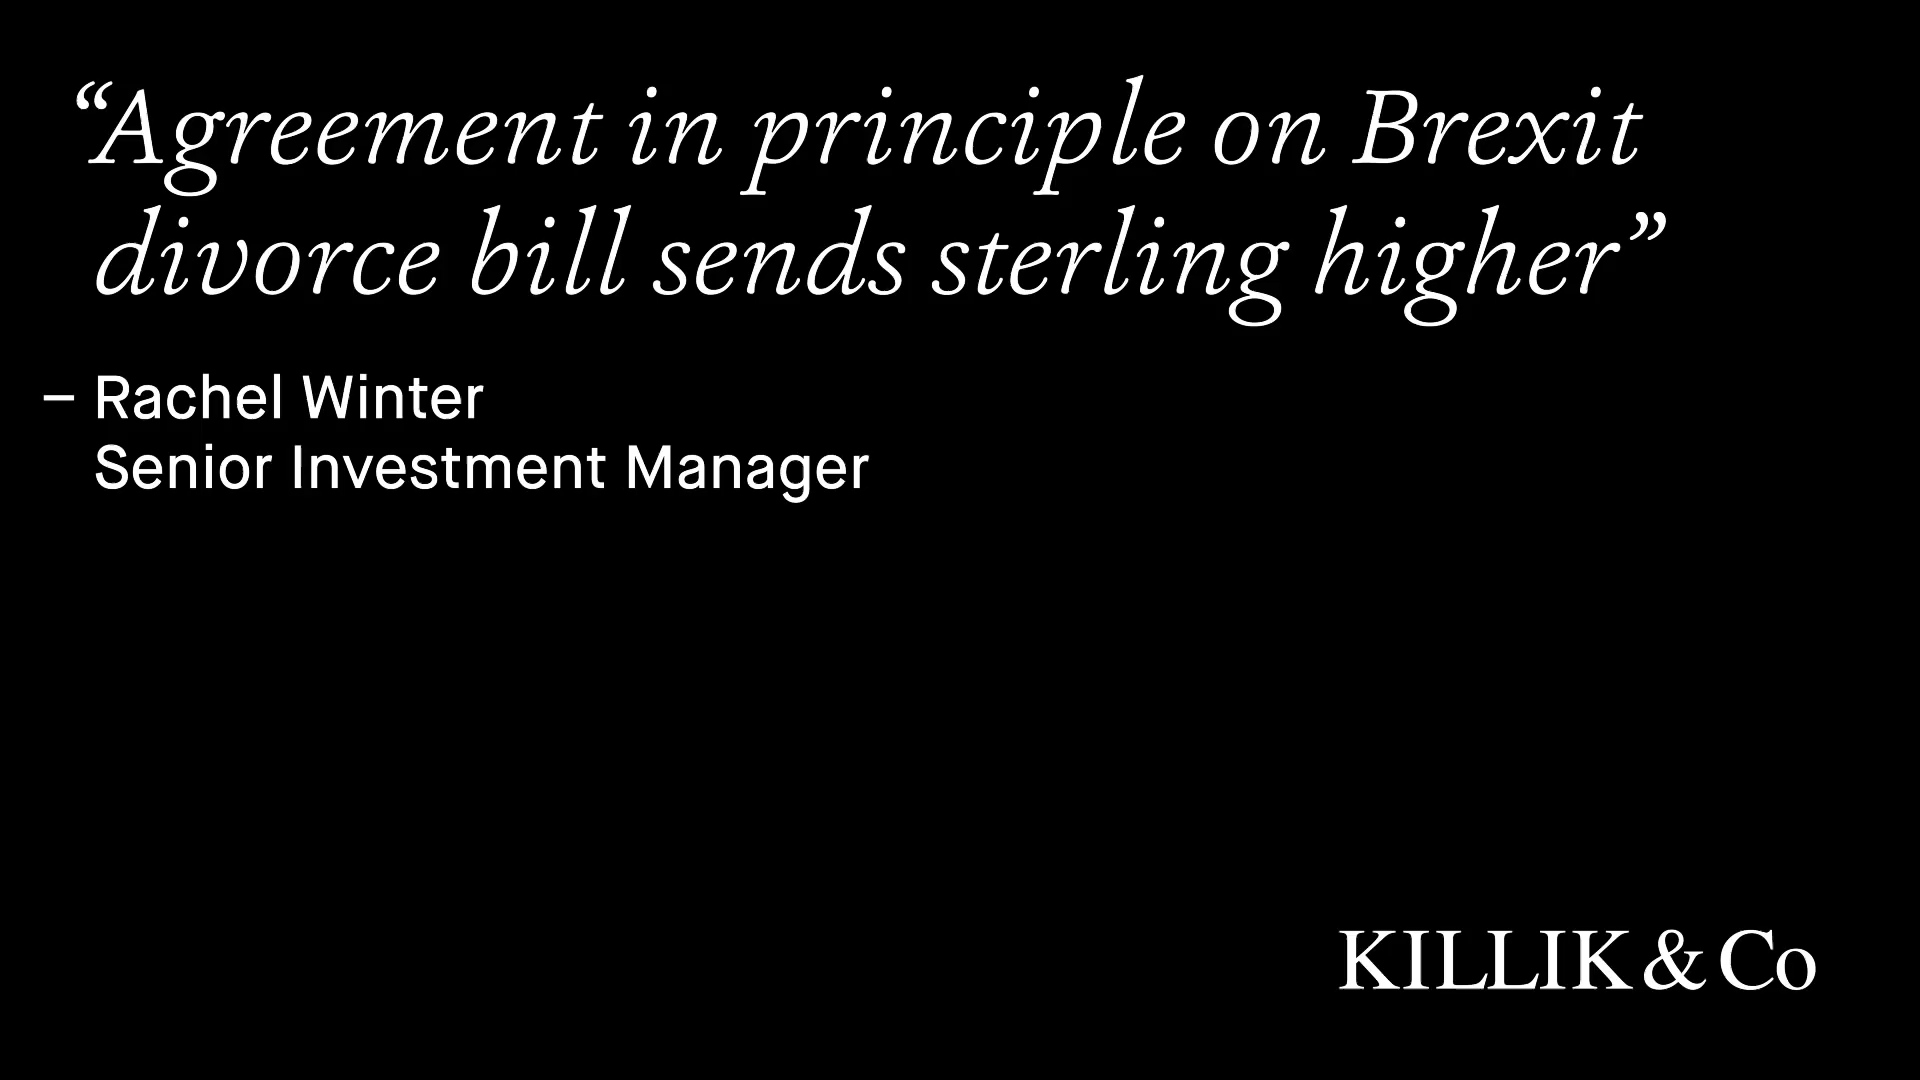 “Agreement in principle on Brexit
divorce bill sends sterling higher”
– Rachel Winter
Senior Investment Manager
KILLIK & Co